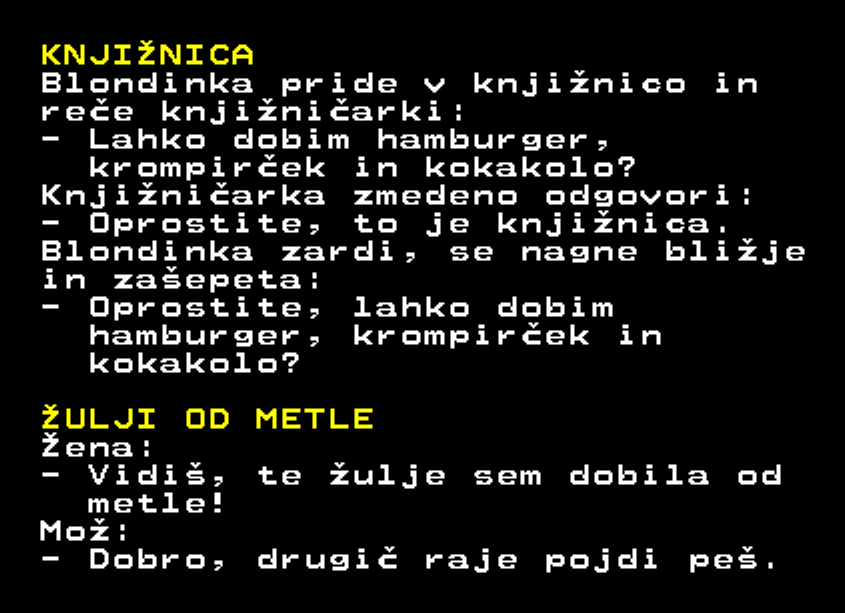 KNJIŽNICA
Blondinka pride v knjižnico in
reče knjižničarki:
- Lahko dobim hamburger,
krompirček in kokakolo?
Knjižničarka zmedeno odgovori:
- Oprostite, to je knjižnica.
Blondinka zardi, se nagne bližje
in zašepeta:
- Oprostite, lahko dobim
hamburger, krompirček in
kokakolo?
ŽULJI OD METLE
Žena:
- Vidiš, te žulje sem dobila od
metle!
Mož:
- Dobro, drugič raje pojdi peš.